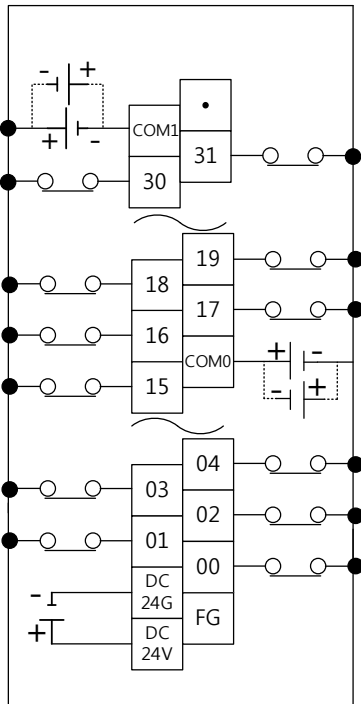 - +
•
COM1
+ -
31
30
19
18
17
16
COM0
+ -
- +
15
04
03
02
01
00
DC
24G
-
FG
+
DC
24V